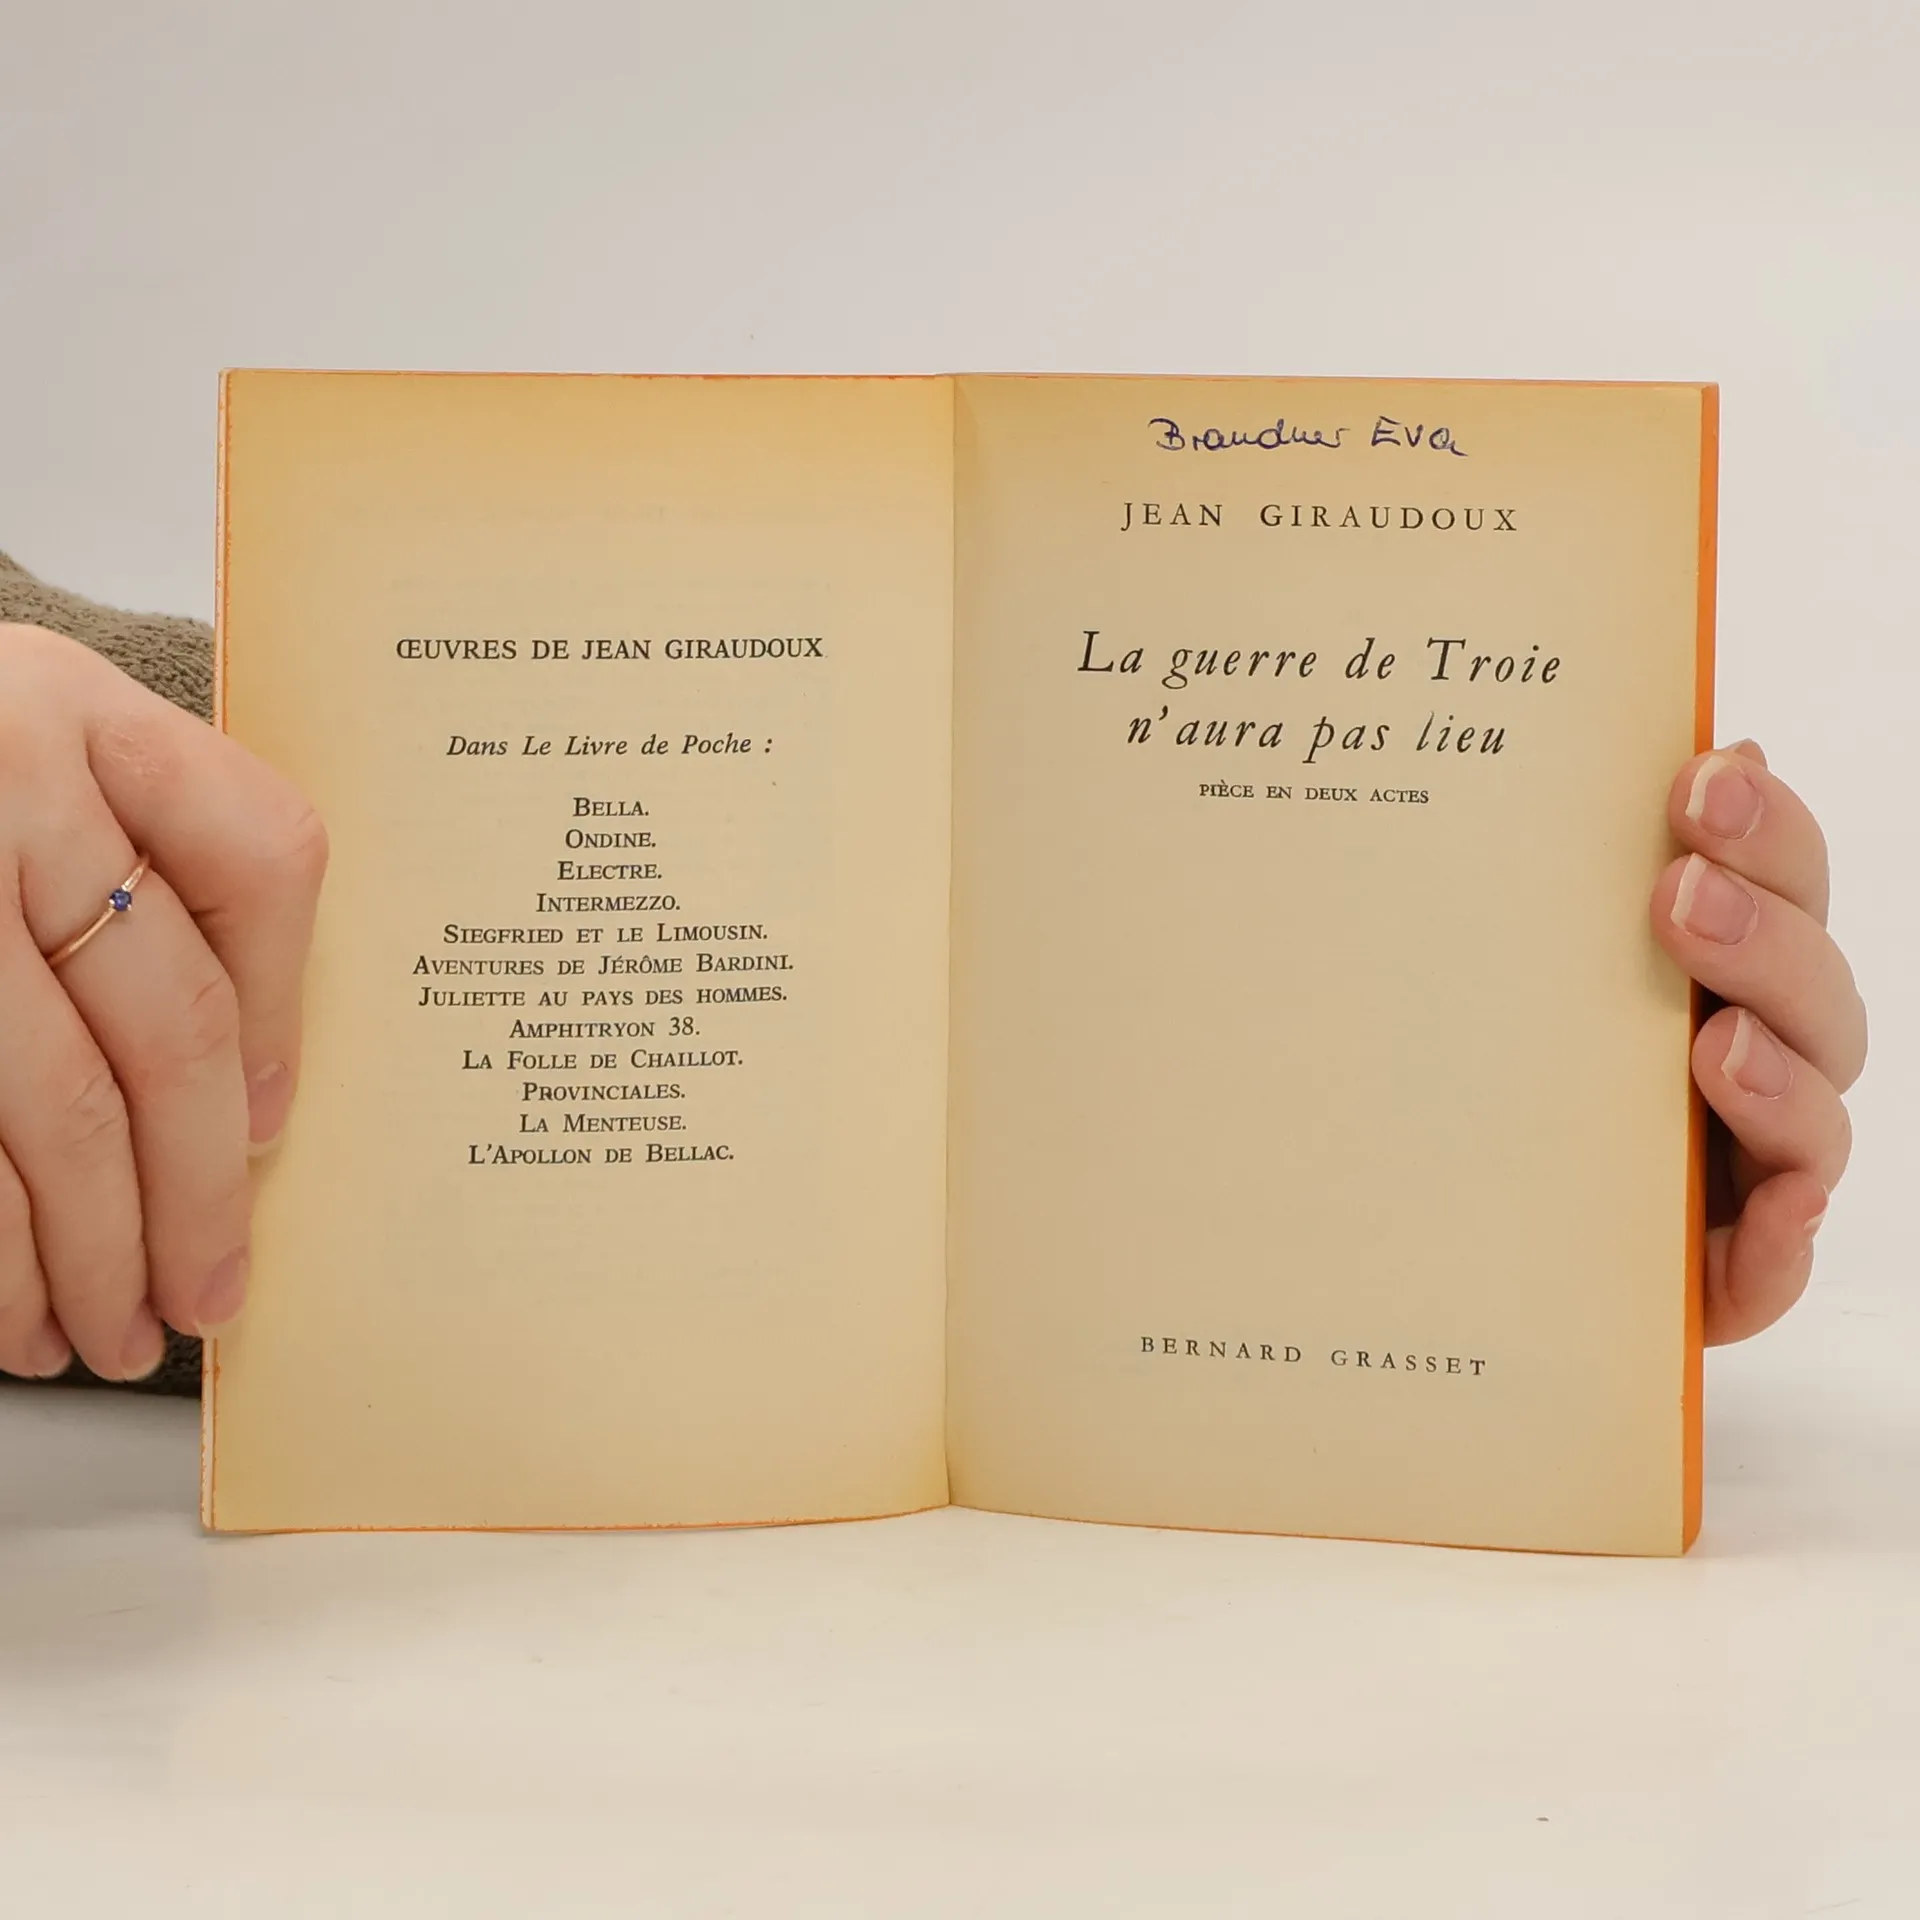 ŒUVRES DE JEAN GIRAUDOUX
Dans Le Livre de Poche :
BELLA.
ONDINE.
ELECTRE.
INTERMEZZO.
SIEGFRIED ET LE LIMOUSIN.
AVENTURES DE JÉRÔME BARDINI.
JULIETTE AU PAYS DES HOMMES.
AMPHITRYON 38.
LA FOLLE DE CHAILLOT.
PROVINCIALES.
LA MENTEUSE.
L'APOLLON DE BELLAC.
Brandner Eva
JEAN GIRAUDOUX
La guerre de Troie
n'aura pas lieu
PIÈCE EN DEUX ACTES
BERNARD GRASSET